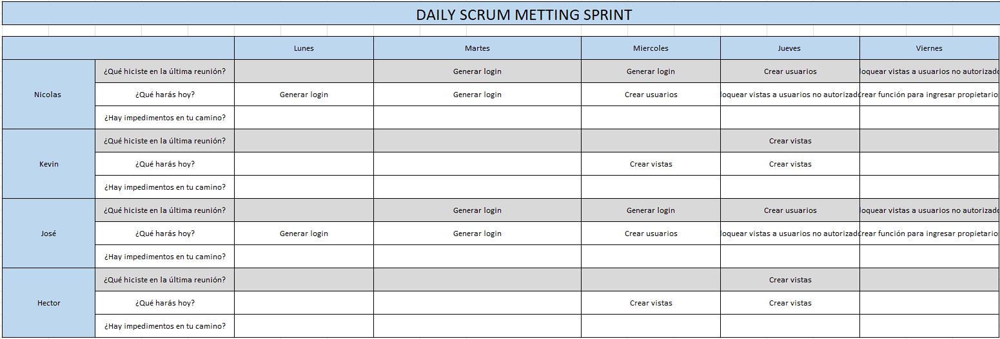 DAILY SCRUM METTING SPRINT
Lunes Martes Miercoles Jueves Viernes
¿Qué hiciste en la última reunión? Generar login Generar login Crear usuarios loquear vistas a usuarios no autorizado
Nicolas ¿Qué harás hoy? Generar login Generar login Crear usuarios loquear vistas a usuarios no autorizado Crear función para ingresar propietarios
¿Hay impedimentos en tu camino?
¿Qué hiciste en la última reunión? Crear vistas
Kevin ¿Qué harás hoy? Crear vistas Crear vistas
¿Hay impedimentos en tu camino?
¿Qué hiciste en la última reunión? Generar login Generar login Crear usuarios loquear vistas a usuarios no autorizado
José ¿Qué harás hoy? Generar login Generar login Crear usuarios loquear vistas a usuarios no autorizado Crear función para ingresar propietarios
¿Hay impedimentos en tu camino?
¿Qué hiciste en la última reunión? Crear vistas
Hector ¿Qué harás hoy? Crear vistas Crear vistas
¿Hay impedimentos en tu camino?